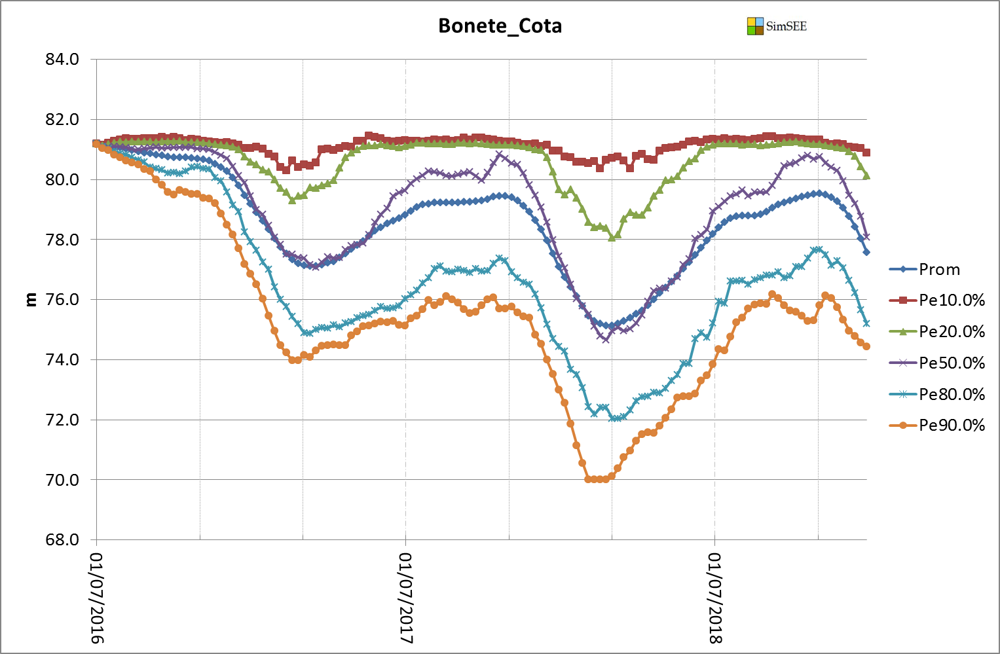 Bonete_Cota
SimSEE
84.0
82.0
80.0
78.0
76.0
74.0
72.0
70.0
68.0
m
01/07/2016
01/07/2017
01/07/2018
Prom
Pe10.0%
Pe20.0%
Pe50.0%
Pe80.0%
Pe90.0%